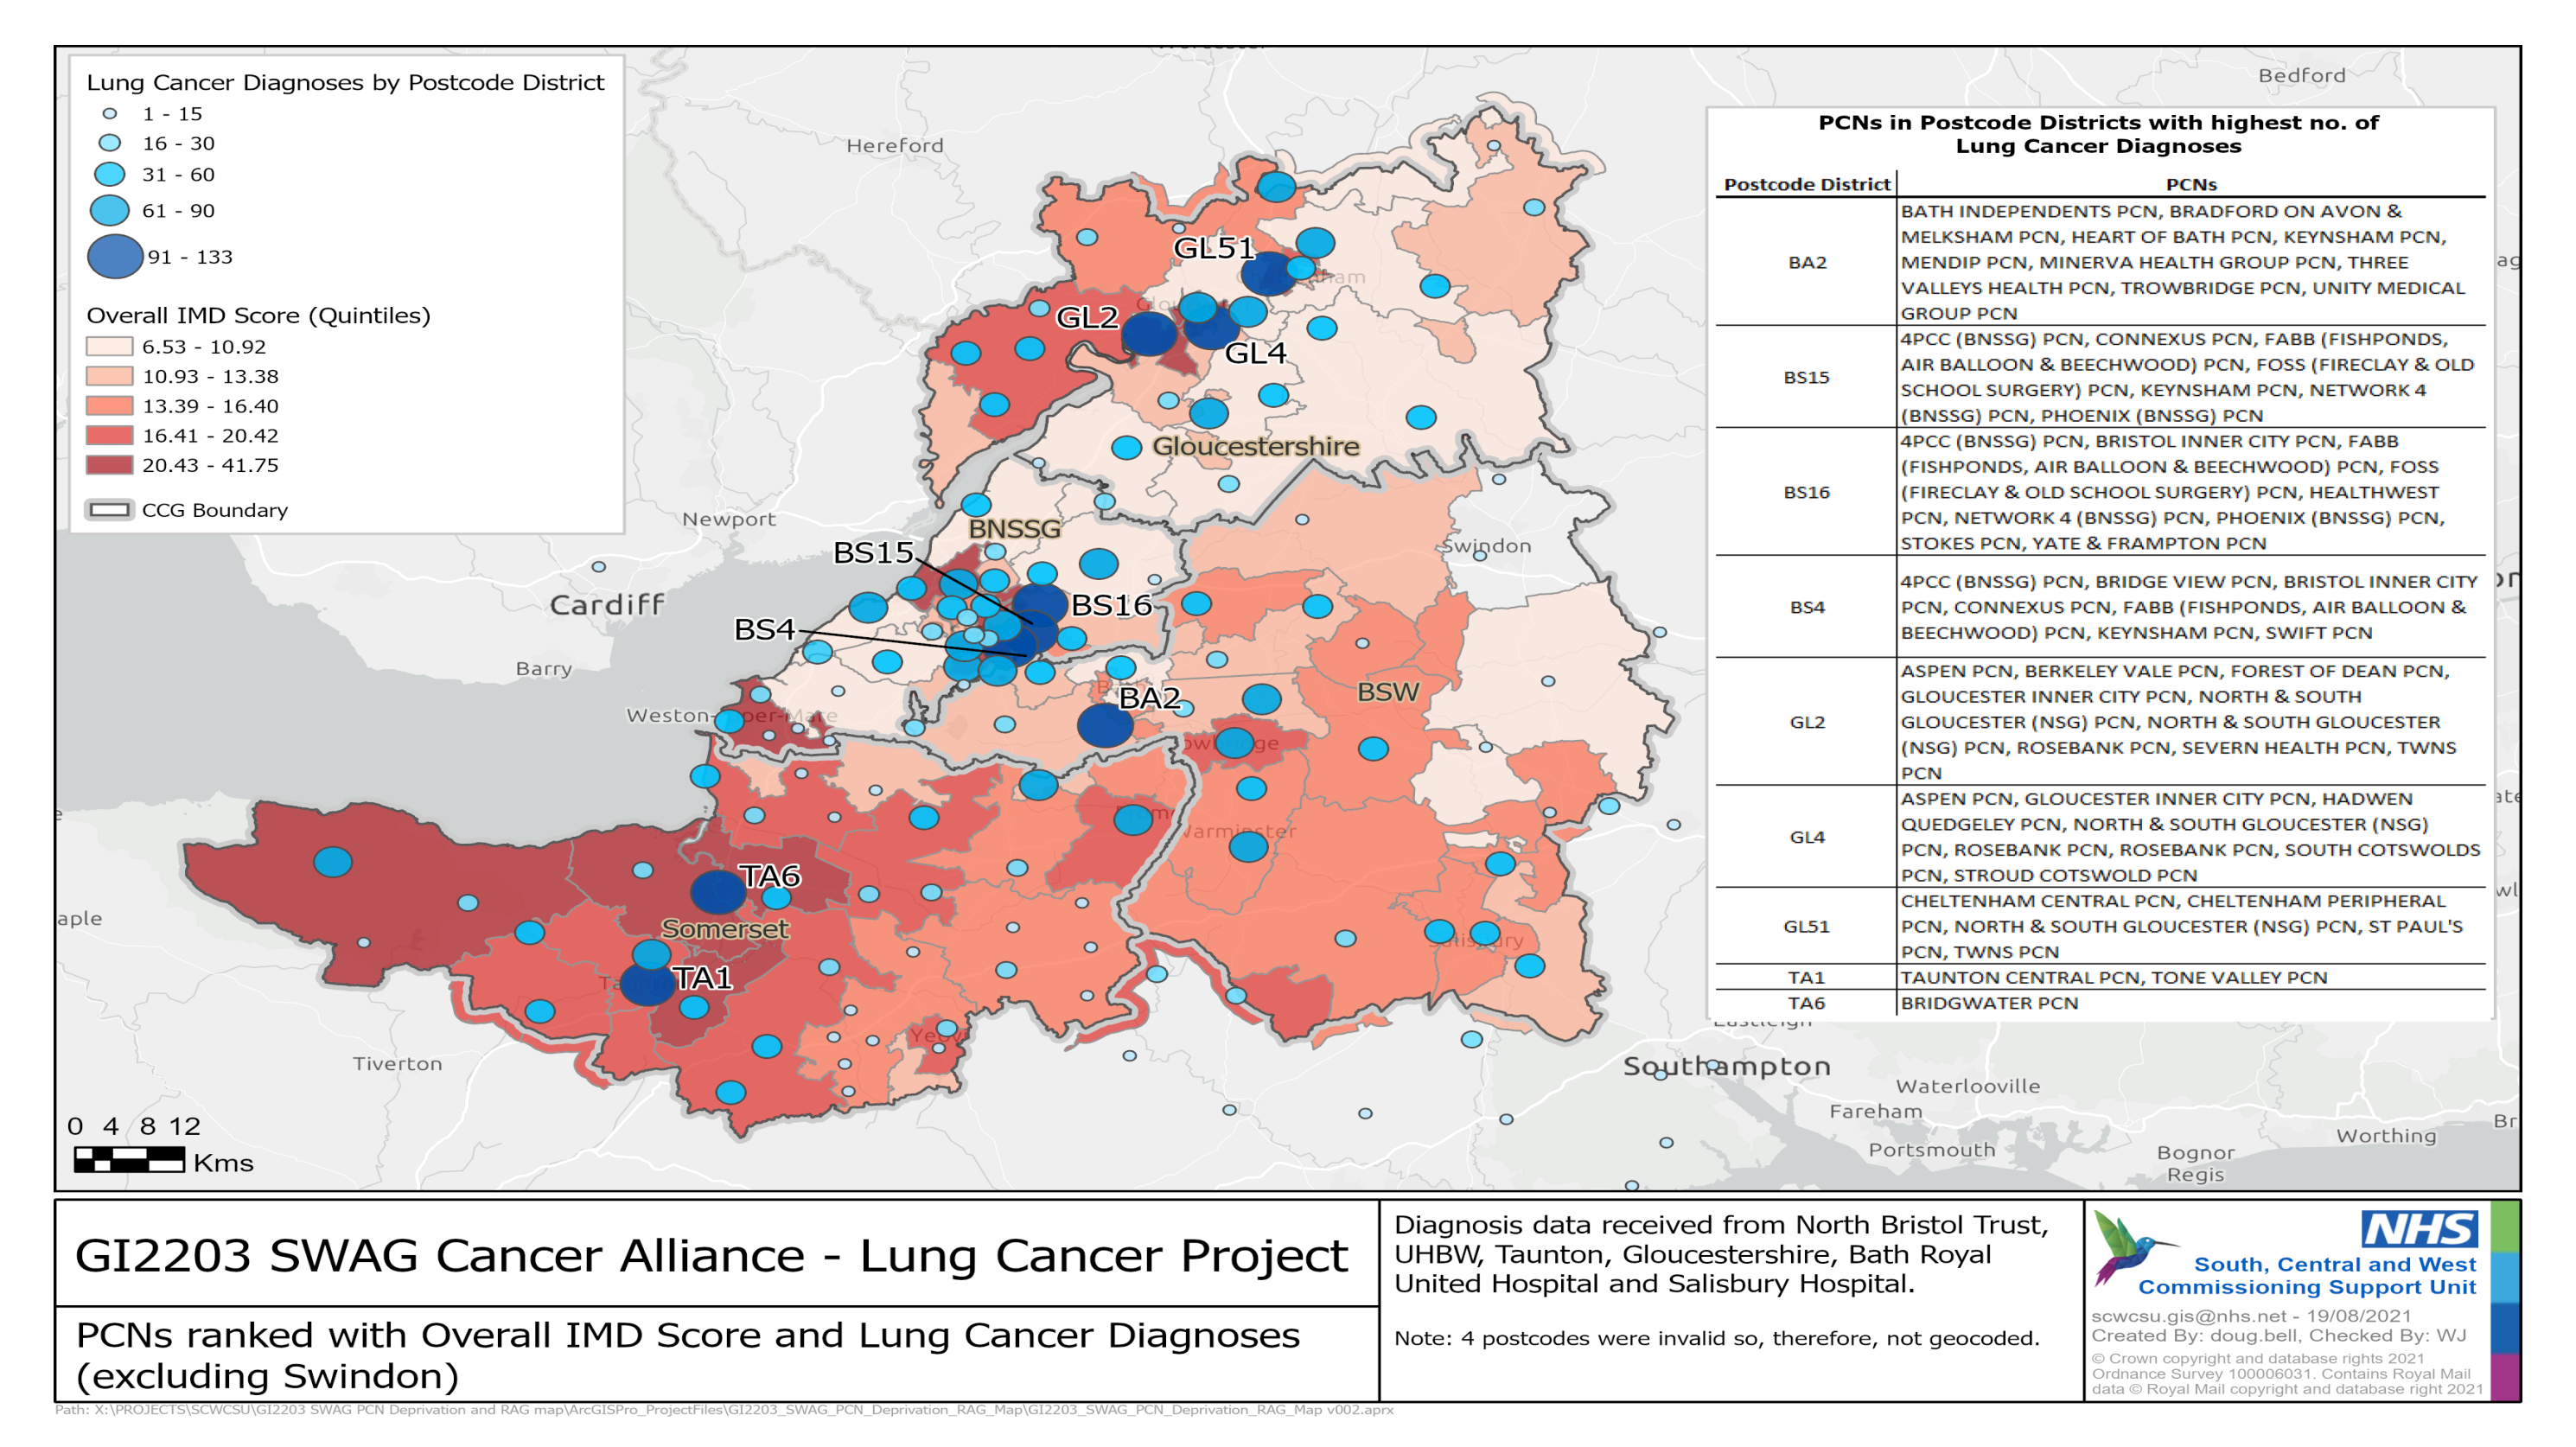 Lung Cancer Diagnoses by Postcode District
1 - 15
16 - 30
31 - 60
61 - 90
91 - 133
Overall IMD Score (Quintiles)
6.53 - 10.92
10.93 - 13.38
13.39 - 16.40
16.41 - 20.42
20.43 - 41.75
CCG Boundary
Hereford
Bedford
Newport
Cardiff
Barry
Swindon
Tiverton
Southampton
Waterlooville
Fareham
Portsmouth
Worthing
Bognor
Regis
GL51
GL2
GL4
Gloucestershire
BNSSG
BS15
BS16
BS4
BA2
BSW
TA6
Somerset
TA1
PCNs in Postcode Districts with highest no. of
Lung Cancer Diagnoses
Postcode District PCNs
BA2
BATH INDEPENDENTS PCN, BRADFORD ON AVON &
MELKSHAM PCN, HEART OF BATH PCN, KEYNSHAM PCN,
MENDIP PCN, MINERVA HEALTH GROUP PCN, THREE
VALLEYS HEALTH PCN, TROWBRIDGE PCN, UNITY MEDICAL
GROUP PCN
BS15
4PCC (BNSSG) PCN, CONNEXUS PCN, FABB (FISHPONDS,
AIR BALLOON & BEECHWOOD) PCN, FOSS (FIRECLAY & OLD
SCHOOL SURGERY) PCN, KEYNSHAM PCN, NETWORK 4
(BNSSG) PCN, PHOENIX (BNSSG) PCN
BS16
4PCC (BNSSG) PCN, BRISTOL INNER CITY PCN, FABB
(FISHPONDS, AIR BALLOON & BEECHWOOD) PCN, FOSS
(FIRECLAY & OLD SCHOOL SURGERY) PCN, HEALTHWEST
PCN, NETWORK 4 (BNSSG) PCN, PHOENIX (BNSSG) PCN,
STOKES PCN, YATE & FRAMPTON PCN
BS4
4PCC (BNSSG) PCN, BRIDGE VIEW PCN, BRISTOL INNER CITY
PCN, CONNEXUS PCN, FABB (FISHPONDS, AIR BALLOON &
BEECHWOOD) PCN, KEYNSHAM PCN, SWIFT PCN
GL2
ASPEN PCN, BERKELEY VALE PCN, FOREST OF DEAN PCN,
GLOUCESTER INNER CITY PCN, NORTH & SOUTH
GLOUCESTER (NSG) PCN, NORTH & SOUTH GLOUCESTER
(NSG) PCN, ROSEBANK PCN, SEVERN HEALTH PCN, TWNS
PCN
GL4
ASPEN PCN, GLOUCESTER INNER CITY PCN, HADWEN
QUEDGELEY PCN, NORTH & SOUTH GLOUCESTER (NSG)
PCN, ROSEBANK PCN, ROSEBANK PCN, SOUTH COTSWOLDS
PCN, STROUD COTSWOLD PCN
GL51
CHELTENHAM CENTRAL PCN, CHELTENHAM PERIPHERAL
PCN, NORTH & SOUTH GLOUCESTER (NSG) PCN, ST PAUL'S
PCN, TWNS PCN
TA1 TAUNTON CENTRAL PCN, TONE VALLEY PCN
TA6 BRIDGWATER PCN
0 4 8 12
Kms
GI2203 SWAG Cancer Alliance - Lung Cancer Project
PCNs ranked with Overall IMD Score and Lung Cancer Diagnoses
(excluding Swindon)
Diagnosis data received from North Bristol Trust,
UHBW, Taunton, Gloucestershire, Bath Royal
United Hospital and Salisbury Hospital.
Note: 4 postcodes were invalid so, therefore, not geocoded.
NHS
South, Central and West
Commissioning Support Unit
scwcsu.gis@nhs.net - 19/08/2021
Created By: doug.bell, Checked By: WJ
© Crown copyright and database rights 2021
Ordnance Survey 100006031. Contains Royal Mail
data © Royal Mail copyright and database right 2021
Path: X:\PROJECTS\SCWCSU\GI2203 SWAG PCN Deprivation and RAG map\ArcGISPro_ProjectFiles\GI2203_SWAG_PCN_Deprivation_RAG_Map\GI2203_SWAG_PCN_Deprivation_RAG_Map v002.aprx